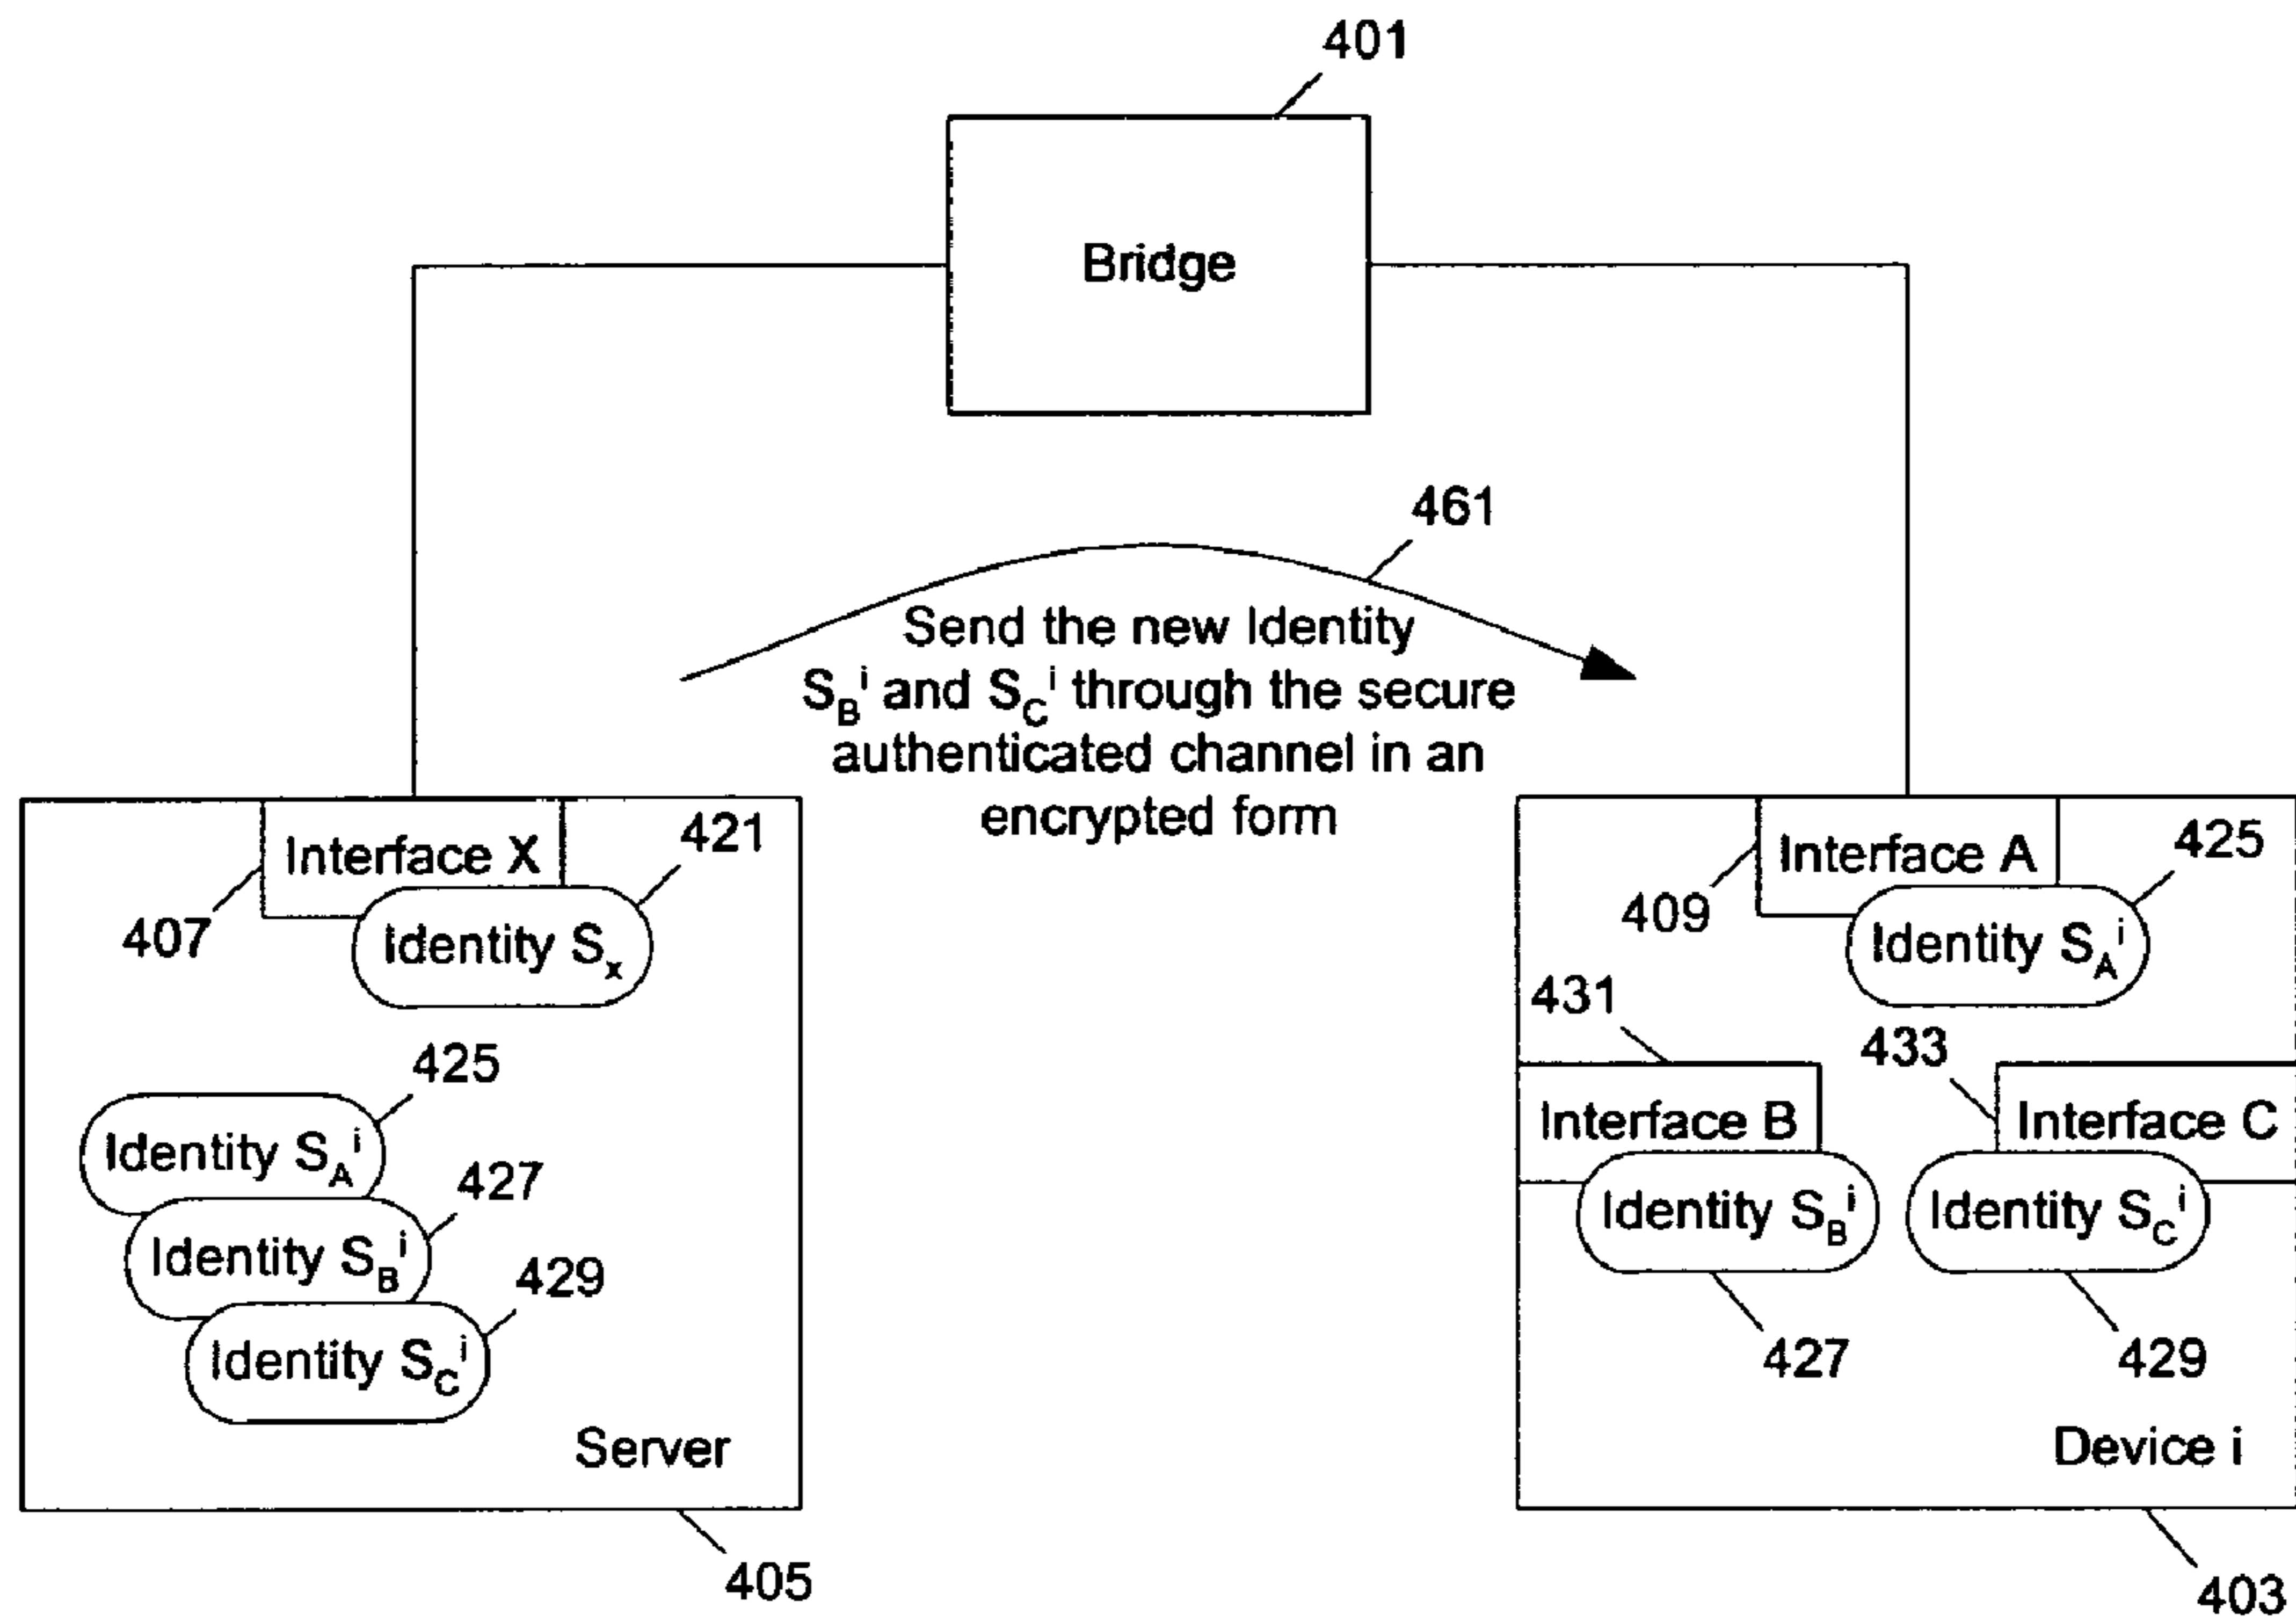 401
Bridge
461
Send the new Identity
S_B^i and S_C^i through the secure
authenticated channel in an
encrypted form
Interface X
421
407
Identity S_x
425
Identity S_A^i
427
Identity S_B^i
429
Identity S_C^i
Server
405
Interface A
425
409
Identity S_A^i
431
433
Interface B
Interface C
Identity S_B^i
Identity S_C^i
427
429
Device i
403